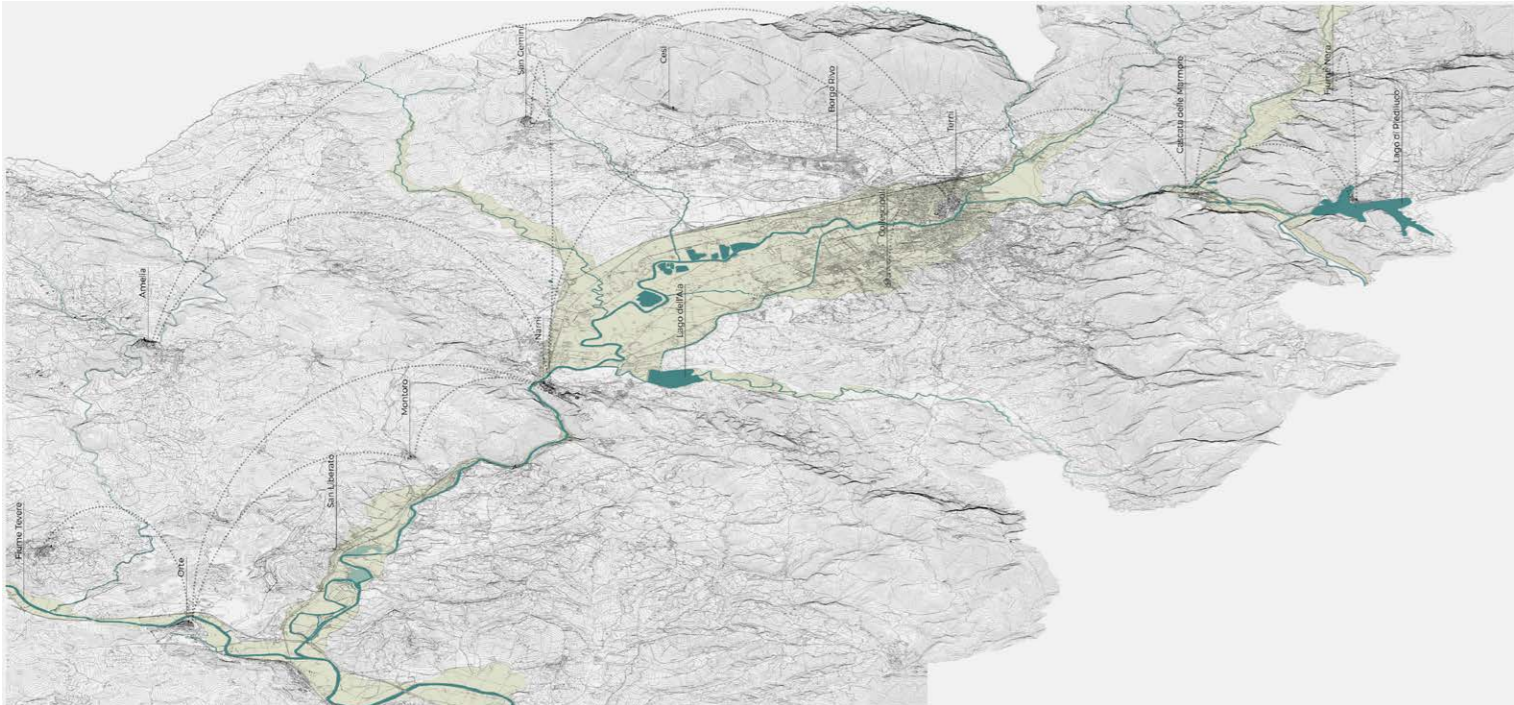 Fiume Tevere
Amelia
Orte
San Liberato
Montoro
San Gemini
Narni
Cesi
Lago dell'Aia
Borgo Rivo
Terni
Cascata delle Marmore
Lago di Piediluco